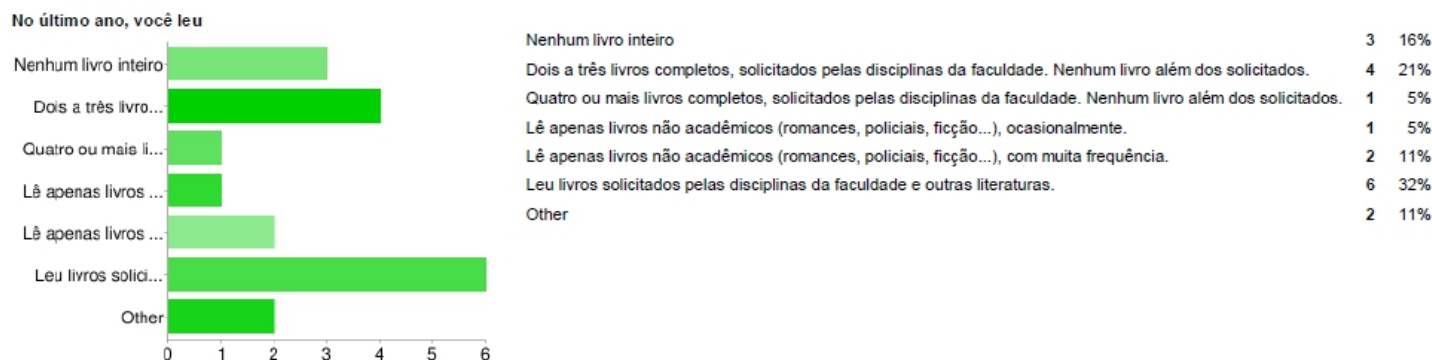 No último ano, você leu
Nenhum livro inteiro
Dois a três livro...
Quatro ou mais li...
Lê apenas livros ...
Lê apenas livros ...
Leu livros solici...
Other
0 1 2 3 4 5 6
Nenhum livro inteiro 3 16%
Dois a três livros completos, solicitados pelas disciplinas da faculdade. Nenhum livro além dos solicitados. 4 21%
Quatro ou mais livros completos, solicitados pelas disciplinas da faculdade. Nenhum livro além dos solicitados. 1 5%
Lê apenas livros não acadêmicos (romances, policiais, ficção...), ocasionalmente. 1 5%
Lê apenas livros não acadêmicos (romances, policiais, ficção...), com muita frequência. 2 11%
Leu livros solicitados pelas disciplinas da faculdade e outras literaturas. 6 32%
Other 2 11%